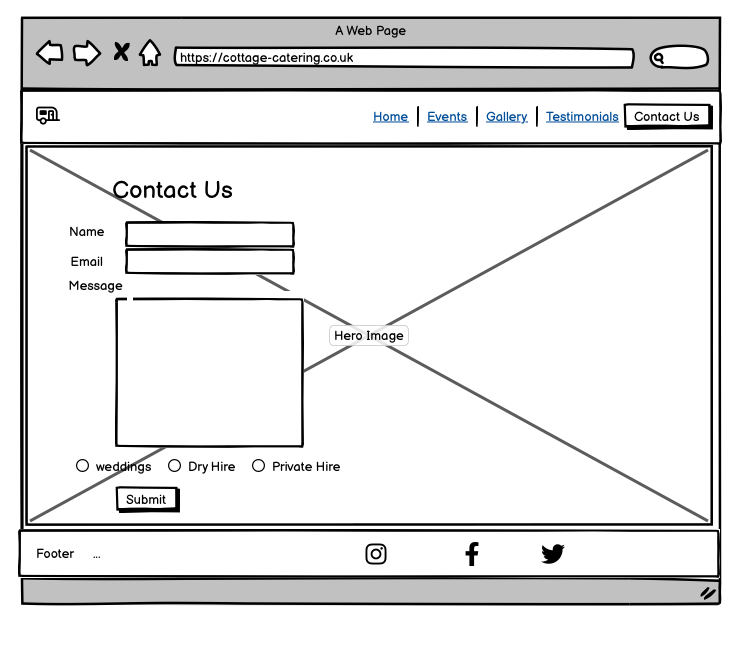 A Web Page
https://cottage-catering.co.uk
Home Events Gallery Testimonials Contact Us
Contact Us
Name
Email
Message
Hero Image
weddings Dry Hire Private Hire
Submit
Footer ...